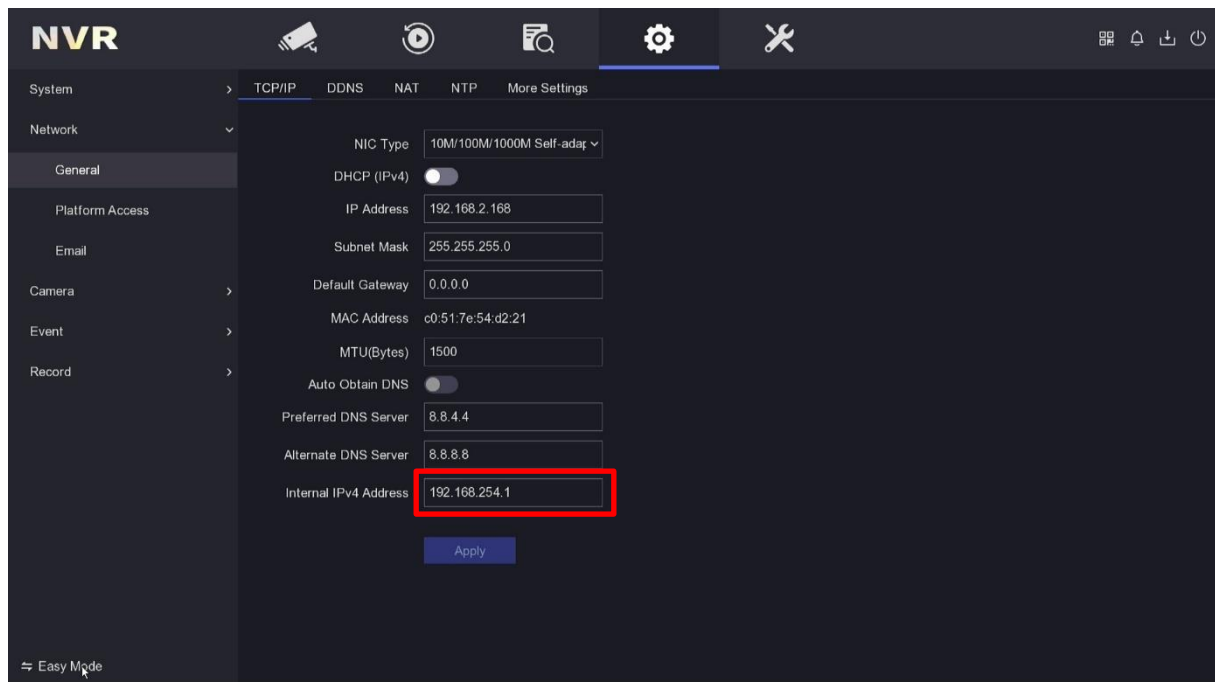 NVR
System
TCP/IP DDNS NAT NTP More Settings
Network
NIC Type 10M/100M/1000M Self-adap
General
DHCP (IPv4)
IP Address 192.168.2.168
Platform Access
Subnet Mask 255.255.255.0
Email
Default Gateway 0.0.0.0
Camera
MAC Address c0:51:7e:54:d2:21
Event
MTU(Bytes) 1500
Record
Auto Obtain DNS
Preferred DNS Server 8.8.4.4
Alternate DNS Server 8.8.8.8
Internal IPv4 Address 192.168.254.1
Apply
Easy Mode